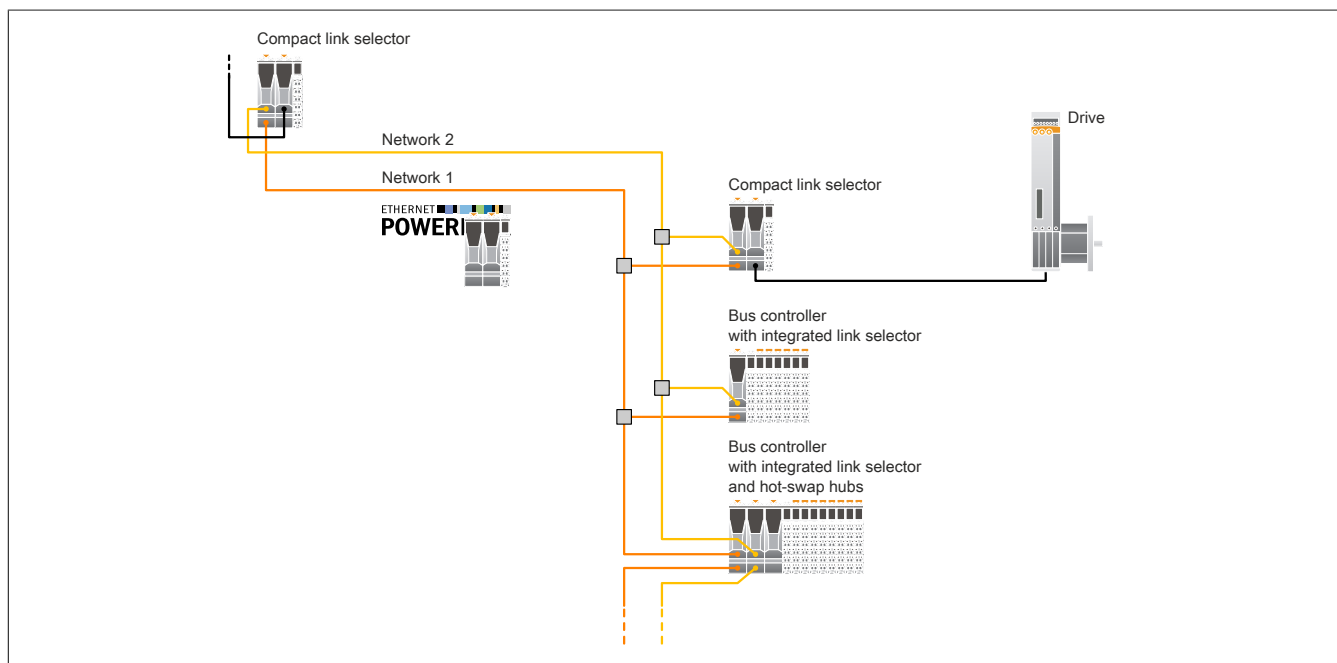 Compact link selector
Drive
Network 2
Network 1
Compact link selector
ETHERNET
Bus controller
with integrated link selector
Bus controller
with integrated link selector
and hot-swap hubs